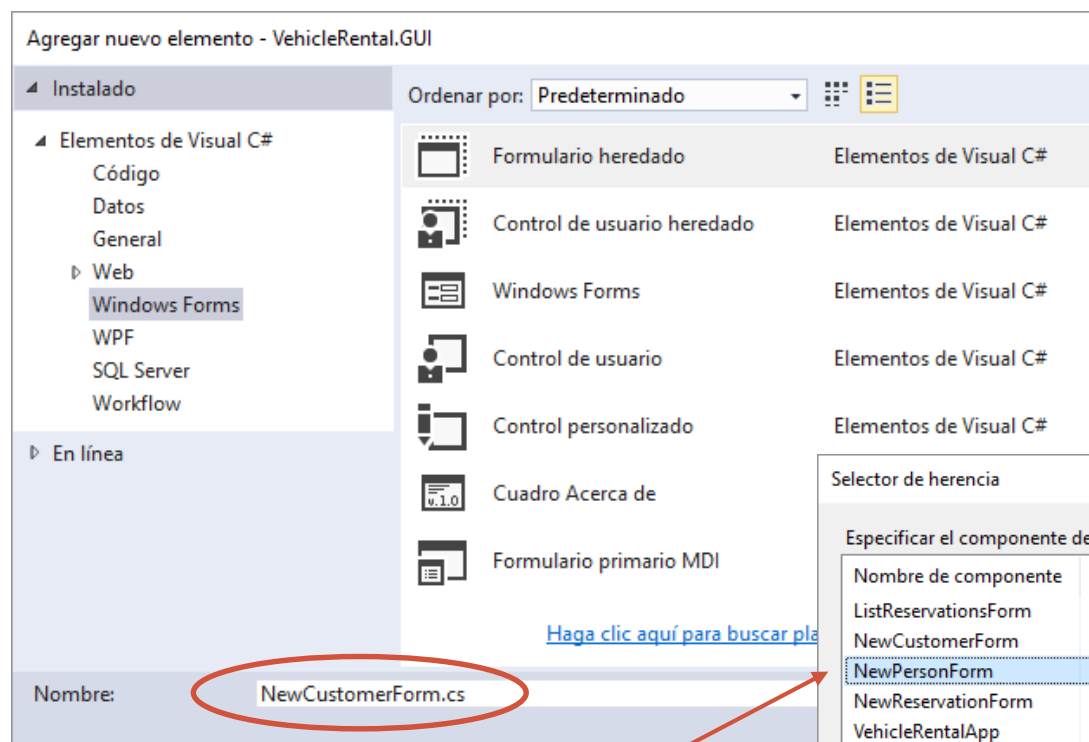 Agregar nuevo elemento - VehicleRental.GUI
Instalado
Elementos de Visual C#
Código
Datos
General
Web
Windows Forms
WPF
SQL Server
Workflow
En línea
Ordenar por: Predeterminado
Formulario heredado Elementos de Visual C#
Control de usuario heredado Elementos de Visual C#
Windows Forms Elementos de Visual C#
Control de usuario Elementos de Visual C#
Control personalizado Elementos de Visual C#
v.1.0 Cuadro Acerca de
Formulario primario MDI
Haga clic aquí para buscar pla
Nombre: NewCustomerForm.cs
Selector de herencia
Especificar el componente de
Nombre de componente
ListReservationsForm
NewCustomerForm
NewPersonForm
NewReservationForm
VehicleRentalApp